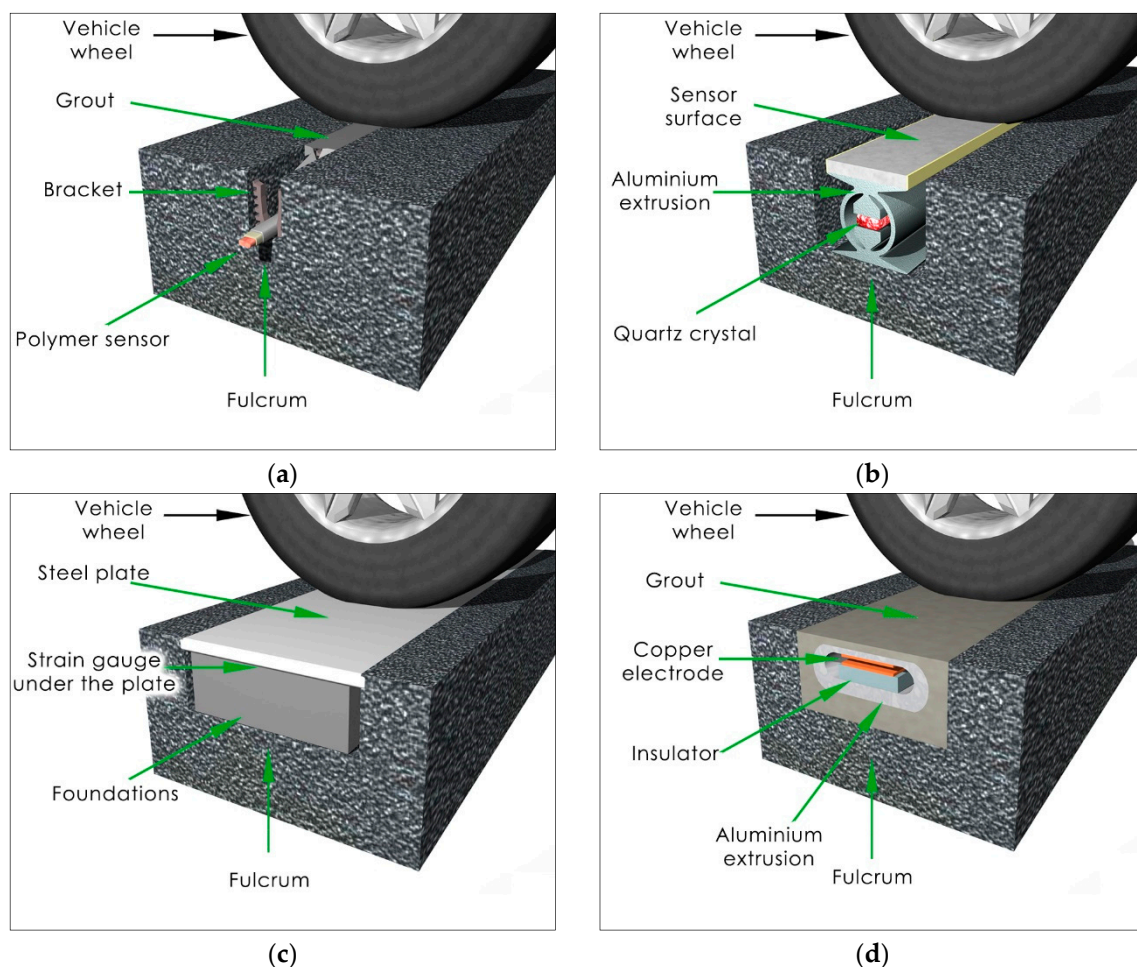 Vehicle
wheel
Grout
Bracket
Polymer sensor
Fulcrum
(a)
Vehicle
wheel
Sensor
surface
Aluminium
extrusion
Quartz crystal
Fulcrum
(b)
Vehicle
wheel
Steel plate
Strain gauge
under the plate
Foundations
Fulcrum
(c)
Vehicle
wheel
Grout
Copper
electrode
Insulator
Aluminium
extrusion
Fulcrum
(d)